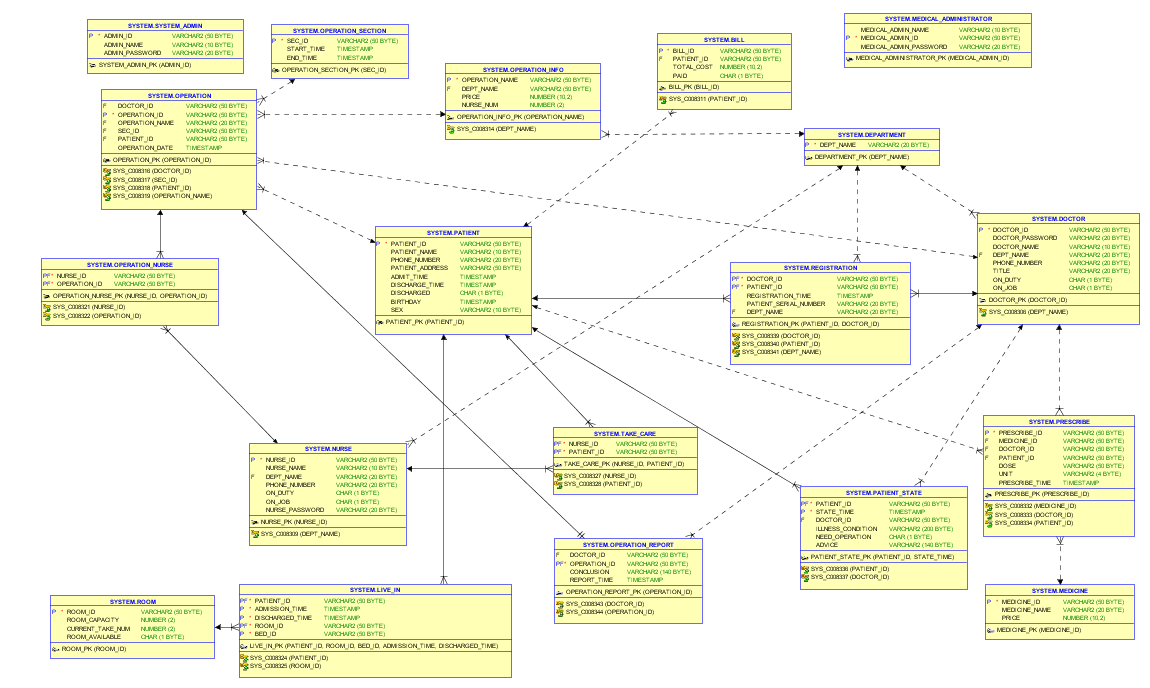 SYSTEM.SYSTEM_ADMIN
P * ADMIN_ID VARCHAR2 (50 BYTE)
ADMIN_NAME VARCHAR2 (10 BYTE)
ADMIN_PASSWORD VARCHAR2 (20 BYTE)
SYSTEM_ADMIN_PK (ADMIN_ID)
SYSTEM.OPERATION_SECTION
P * SEC_ID VARCHAR2 (50 BYTE)
START_TIME TIMESTAMP
END_TIME TIMESTAMP
OPERATION_SECTION_PK (SEC_ID)
SYSTEM.OPERATION_INFO
P * OPERATION_NAME VARCHAR2 (50 BYTE)
F DEPT_NAME VARCHAR2 (50 BYTE)
PRICE NUMBER (10,2)
NURSE_NUM NUMBER (2)
OPERATION_INFO_PK (OPERATION_NAME)
SYS_C008314 (DEPT_NAME)
SYSTEM.BILL
P * BILL_ID VARCHAR2 (50 BYTE)
F PATIENT_ID VARCHAR2 (50 BYTE)
TOTAL_COST NUMBER (10,2)
PAID CHAR (1 BYTE)
BILL_PK (BILL_ID)
SYS_C008311 (PATIENT_ID)
SYSTEM.MEDICAL_ADMINISTRATOR
MEDICAL_ADMIN_NAME VARCHAR2 (10 BYTE)
P * MEDICAL_ADMIN_ID VARCHAR2 (50 BYTE)
MEDICAL_ADMIN_PASSWORD VARCHAR2 (20 BYTE)
MEDICAL_ADMINISTRATOR_PK (MEDICAL_ADMIN_ID)
SYSTEM.OPERATION
F DOCTOR_ID VARCHAR2 (50 BYTE)
P * OPERATION_ID VARCHAR2 (50 BYTE)
F OPERATION_NAME VARCHAR2 (20 BYTE)
F SEC_ID VARCHAR2 (50 BYTE)
F PATIENT_ID VARCHAR2 (50 BYTE)
OPERATION_DATE TIMESTAMP
OPERATION_PK (OPERATION_ID)
SYS_C008316 (DOCTOR_ID)
SYS_C008317 (SEC_ID)
SYS_C008318 (PATIENT_ID)
SYS_C008319 (OPERATION_NAME)
SYSTEM.DEPARTMENT
P * DEPT_NAME VARCHAR2 (20 BYTE)
DEPARTMENT_PK (DEPT_NAME)
SYSTEM.DOCTOR
P * DOCTOR_ID VARCHAR2 (50 BYTE)
DOCTOR_PASSWORD VARCHAR2 (20 BYTE)
DOCTOR_NAME VARCHAR2 (10 BYTE)
F DEPT_NAME VARCHAR2 (20 BYTE)
PHONE_NUMBER VARCHAR2 (20 BYTE)
TITLE VARCHAR2 (20 BYTE)
ON_DUTY CHAR (1 BYTE)
ON_JOB CHAR (1 BYTE)
DOCTOR_PK (DOCTOR_ID)
SYS_C008306 (DEPT_NAME)
SYSTEM.PATIENT
P * PATIENT_ID VARCHAR2 (50 BYTE)
PATIENT_NAME VARCHAR2 (10 BYTE)
PHONE_NUMBER VARCHAR2 (20 BYTE)
PATIENT_ADDRESS VARCHAR2 (50 BYTE)
ADMIT_TIME TIMESTAMP
DISCHARGE_TIME TIMESTAMP
DISCHARGED CHAR (1 BYTE)
BIRTHDAY TIMESTAMP
SEX VARCHAR2 (10 BYTE)
PATIENT_PK (PATIENT_ID)
SYSTEM.OPERATION_NURSE
PF* NURSE_ID VARCHAR2 (50 BYTE)
PF* OPERATION_ID VARCHAR2 (50 BYTE)
OPERATION_NURSE_PK (NURSE_ID, OPERATION_ID)
SYS_C008321 (NURSE_ID)
SYS_C008322 (OPERATION_ID)
SYSTEM.REGISTRATION
PF* DOCTOR_ID VARCHAR2 (50 BYTE)
PF* PATIENT_ID VARCHAR2 (50 BYTE)
REGISTRATION_TIME TIMESTAMP
PATIENT_SERIAL_NUMBER VARCHAR2 (20 BYTE)
F DEPT_NAME VARCHAR2 (20 BYTE)
REGISTRATION_PK (PATIENT_ID, DOCTOR_ID)
SYS_C008339 (DOCTOR_ID)
SYS_C008340 (PATIENT_ID)
SYS_C008341 (DEPT_NAME)
SYSTEM.NURSE
P * NURSE_ID VARCHAR2 (50 BYTE)
NURSE_NAME VARCHAR2 (10 BYTE)
F DEPT_NAME VARCHAR2 (20 BYTE)
PHONE_NUMBER VARCHAR2 (20 BYTE)
ON_DUTY CHAR (1 BYTE)
ON_JOB CHAR (1 BYTE)
NURSE_PASSWORD VARCHAR2 (20 BYTE)
NURSE_PK (NURSE_ID)
SYS_C008309 (DEPT_NAME)
SYSTEM.TAKE_CARE
PF* NURSE_ID VARCHAR2 (50 BYTE)
PF* PATIENT_ID VARCHAR2 (50 BYTE)
TAKE_CARE_PK (NURSE_ID, PATIENT_ID)
SYS_C008327 (NURSE_ID)
SYS_C008328 (PATIENT_ID)
SYSTEM.PRESCRIBE
P * PRESCRIBE_ID VARCHAR2 (50 BYTE)
F MEDICINE_ID VARCHAR2 (50 BYTE)
F DOCTOR_ID VARCHAR2 (50 BYTE)
F PATIENT_ID VARCHAR2 (50 BYTE)
DOSE VARCHAR2 (50 BYTE)
UNIT VARCHAR2 (4 BYTE)
PRESCRIBE_TIME TIMESTAMP
PRESCRIBE_PK (PRESCRIBE_ID)
SYS_C008332 (MEDICINE_ID)
SYS_C008333 (DOCTOR_ID)
SYS_C008334 (PATIENT_ID)
SYSTEM.PATIENT_STATE
PF* PATIENT_ID VARCHAR2 (50 BYTE)
P * STATE_TIME TIMESTAMP
F DOCTOR_ID VARCHAR2 (50 BYTE)
ILLNESS_CONDITION VARCHAR2 (200 BYTE)
NEED_OPERATION CHAR (1 BYTE)
ADVICE VARCHAR2 (140 BYTE)
PATIENT_STATE_PK (PATIENT_ID, STATE_TIME)
SYS_C008336 (PATIENT_ID)
SYS_C008337 (DOCTOR_ID)
SYSTEM.OPERATION_REPORT
F DOCTOR_ID VARCHAR2 (50 BYTE)
PF* OPERATION_ID VARCHAR2 (50 BYTE)
CONCLUSION VARCHAR2 (140 BYTE)
REPORT_TIME TIMESTAMP
OPERATION_REPORT_PK (OPERATION_ID)
SYS_C008343 (DOCTOR_ID)
SYS_C008344 (OPERATION_ID)
SYSTEM.ROOM
P * ROOM_ID VARCHAR2 (50 BYTE)
ROOM_CAPACITY NUMBER (2)
CURRENT_TAKE_NUM NUMBER (2)
ROOM_AVAILABLE CHAR (1 BYTE)
ROOM_PK (ROOM_ID)
SYSTEM.LIVE_IN
PF* PATIENT_ID VARCHAR2 (50 BYTE)
P * ADMISSION_TIME TIMESTAMP
P * DISCHARGED_TIME TIMESTAMP
PF* ROOM_ID VARCHAR2 (50 BYTE)
P * BED_ID VARCHAR2 (50 BYTE)
LIVE_IN_PK (PATIENT_ID, ROOM_ID, BED_ID, ADMISSION_TIME, DISCHARGED_TIME)
SYS_C008324 (PATIENT_ID)
SYS_C008325 (ROOM_ID)
SYSTEM.MEDICINE
P * MEDICINE_ID VARCHAR2 (50 BYTE)
MEDICINE_NAME VARCHAR2 (20 BYTE)
PRICE NUMBER (10,2)
MEDICINE_PK (MEDICINE_ID)